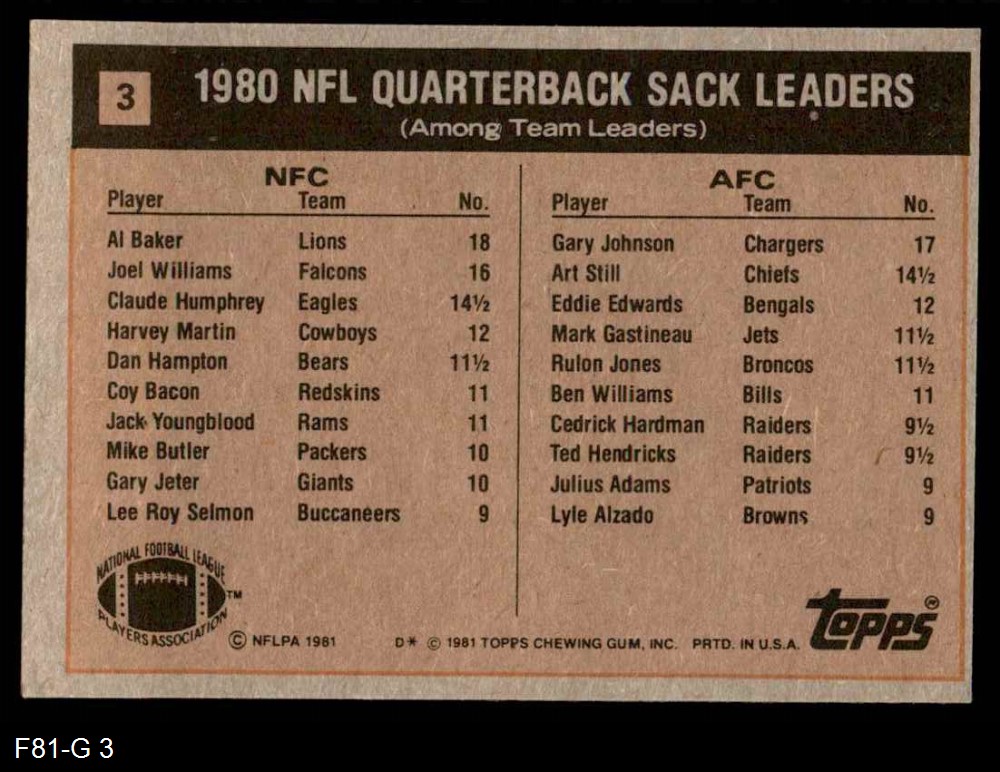 3
1980 NFL QUARTERBACK SACK LEADERS
(Among Team Leaders)
NFC
Player Team No.
Al Baker Lions 18
Joel Williams Falcons 16
Claude Humphrey Eagles 14½
Harvey Martin Cowboys 12
Dan Hampton Bears 11½
Coy Bacon Redskins 11
Jack Youngblood Rams 11
Mike Butler Packers 10
Gary Jeter Giants 10
Lee Roy Selmon Buccaneers 9
AFC
Player Team No.
Gary Johnson Chargers 17
Art Still Chiefs 14½
Eddie Edwards Bengals 12
Mark Gastineau Jets 11½
Rulon Jones Broncos 11½
Ben Williams Bills 11
Cedrick Hardman Raiders 9½
Ted Hendricks Raiders 9½
Julius Adams Patriots 9
Lyle Alzado Browns 9
NATIONAL FOOTBALL LEAGUE
PLAYERS ASSOCIATION
TM
© NFLPA 1981 D* © 1981 TOPPS CHEWING GUM, INC. PRTD. IN U.S.A.
topps®
F81-G 3